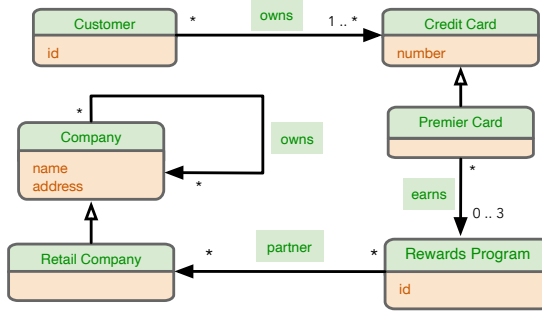 Customer
id
*
owns
1 .. *
Credit Card
number
*
Company
name
address
owns
*
Premier Card
*
earns
0 .. 3
Retail Company
*
partner
*
Rewards Program
id